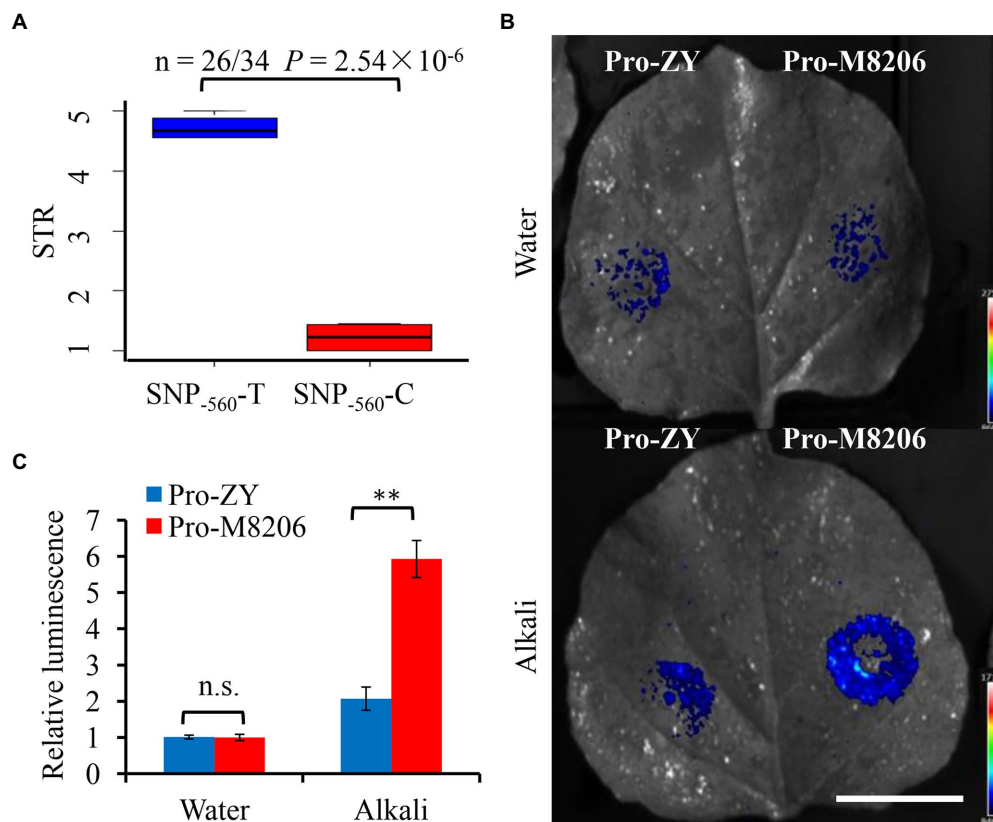 A
n = 26/34 P = 2.54×10⁻⁶
STR
5
4
3
2
1
SNP₋₅₆₀-T SNP₋₅₆₀-C
B
Pro-ZY Pro-M8206
Water
Pro-ZY Pro-M8206
Alkali
C
Pro-ZY
Pro-M8206
**
n.s.
Relative luminescence
7
6
5
4
3
2
1
0
Water Alkali